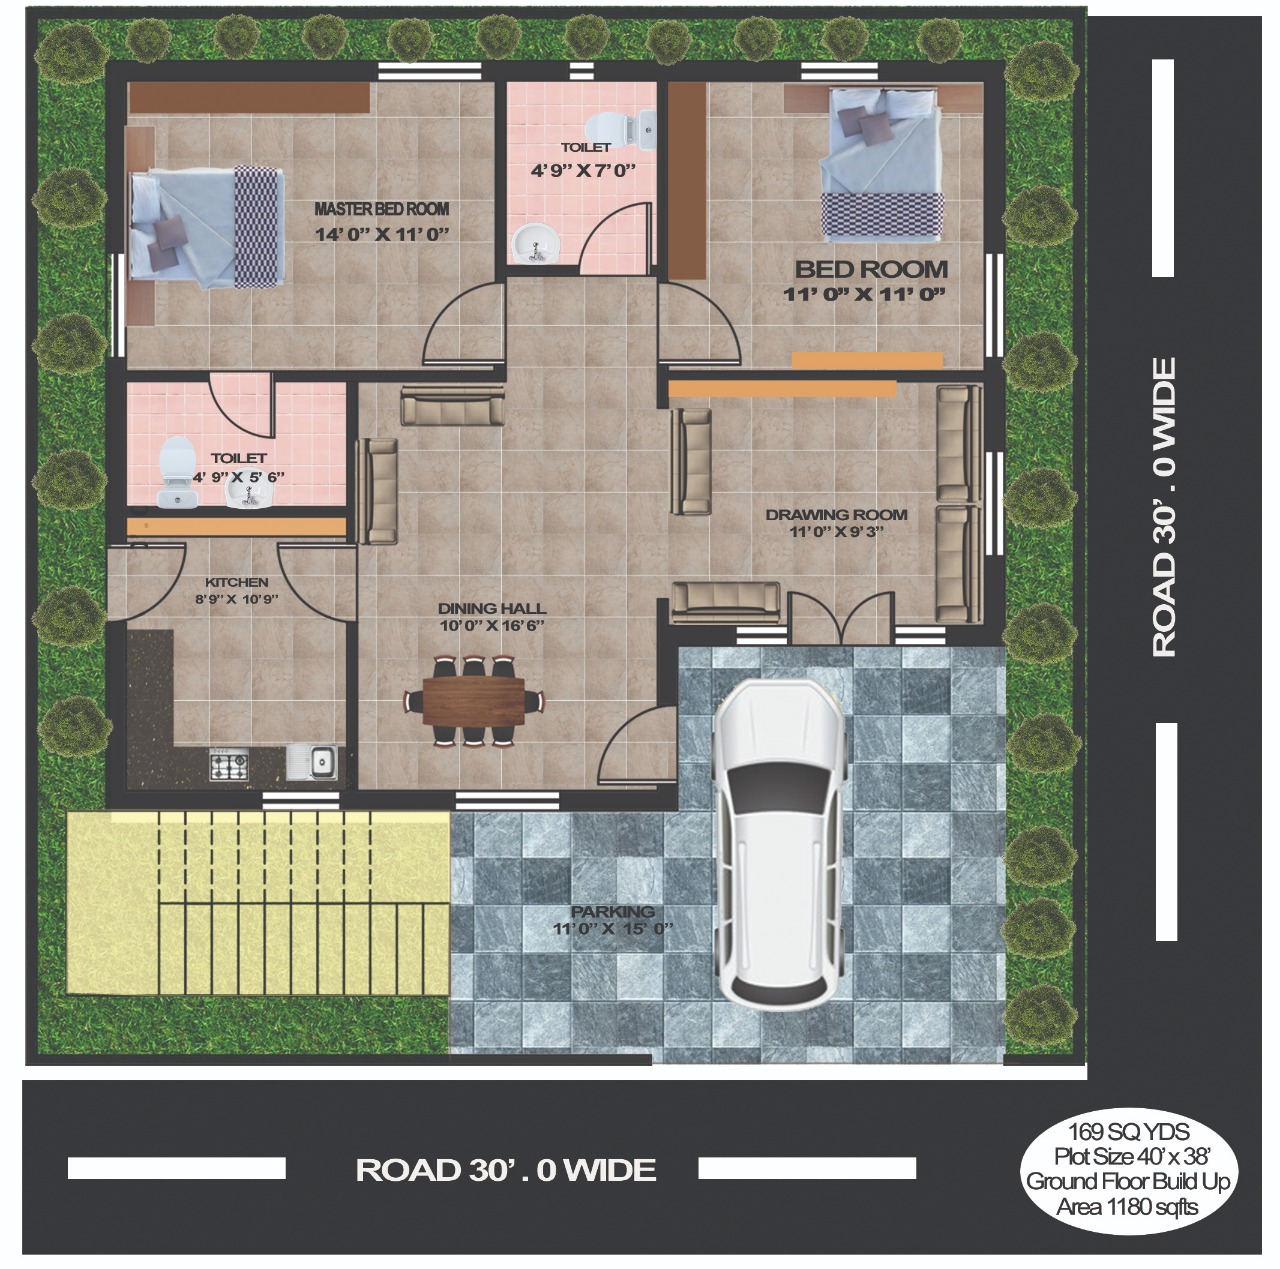 TOILET
4’ 9” X 7’ 0”
MASTER BED ROOM
14’ 0” X 11’ 0”
BED ROOM
11’ 0” X 11’ 0”
TOILET
4’ 9” X 5’ 6”
DRAWING ROOM
11’0” X 9’ 3”
KITCHEN
8’ 9” X 10’ 9”
DINING HALL
10’ 0” X 16’ 6”
ROAD 30’ . 0 WIDE
PARKING
11’ 0” X 15’ 0”
ROAD 30’ . 0 WIDE
169 SQ YDS
Plot Size 40’ x 38’
Ground Floor Build Up
Area 1180 sqfts